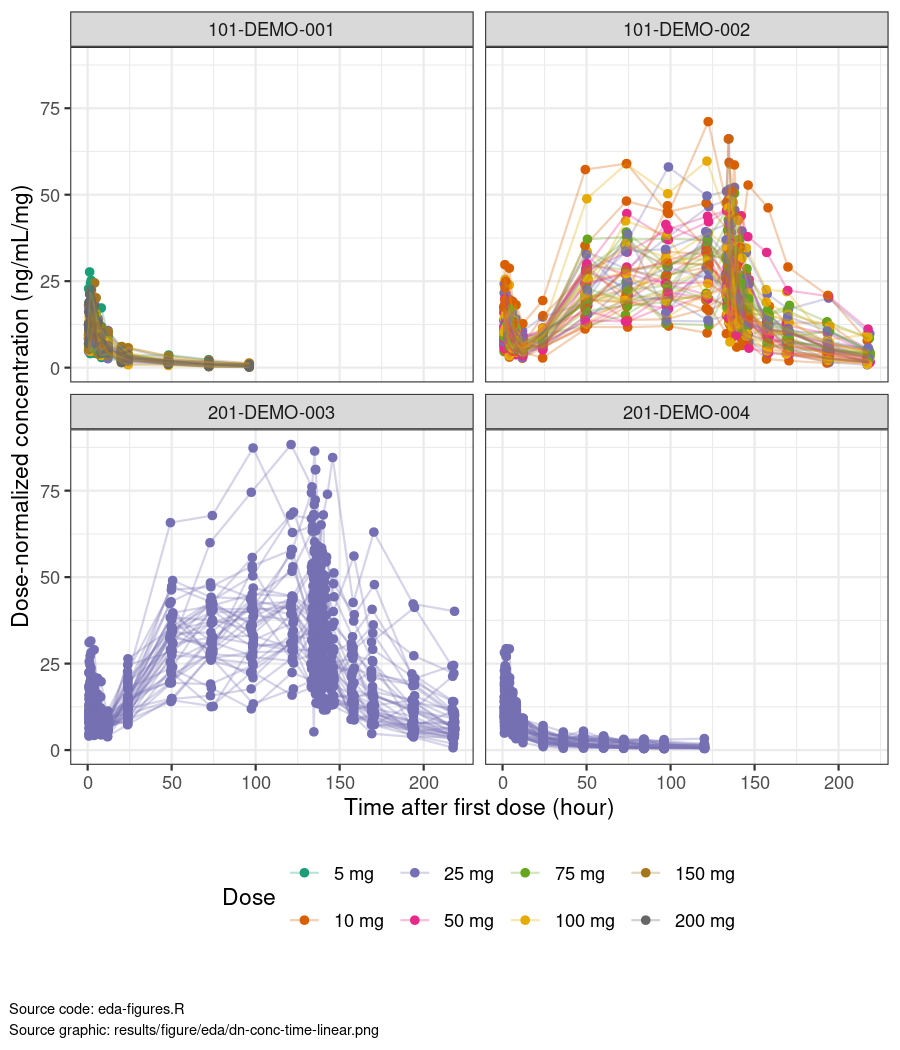 101-DEMO-001
101-DEMO-002
75
50
25
0
201-DEMO-003
201-DEMO-004
75
50
25
0
0 50 100 150 200
0 50 100 150 200
Dose-normalized concentration (ng/mL/mg)
Time after first dose (hour)
Dose
5 mg
25 mg
75 mg
150 mg
10 mg
50 mg
100 mg
200 mg
Source code: eda-figures.R
Source graphic: results/figure/eda/dn-conc-time-linear.png